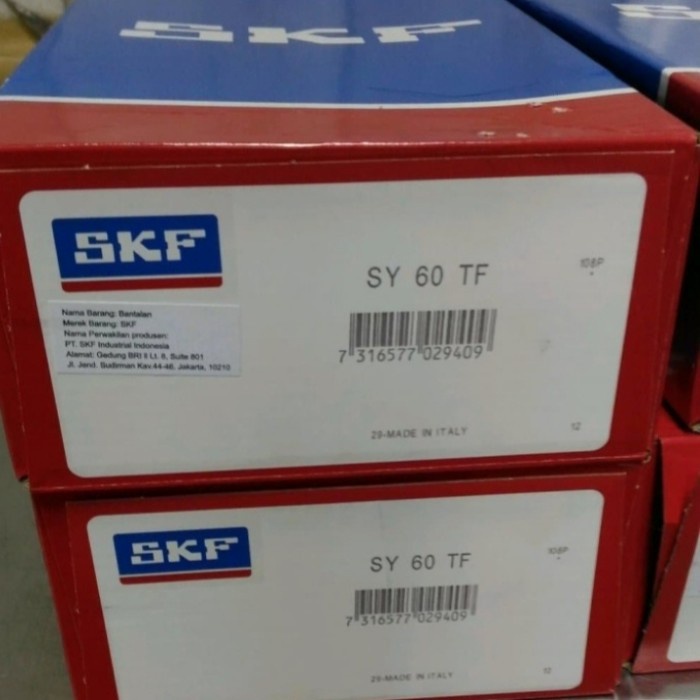 SKF
SKF
SY 60 TF
108P
Nama Barang: Bantalan
Merek Barang: SKF
Nama Perwakilan produsen:
PT. SKF Industrial Indonesia
Alamat: Gedung BRI II Lt. 8, Suite 801
Jl. Jend. Sudirman Kav.44-46, Jakarta, 10210
7 316577 029409
29-MADE IN ITALY
12
SKF
SY 60 TF
108P
7 316577 029409
29-MADE IN ITALY
12